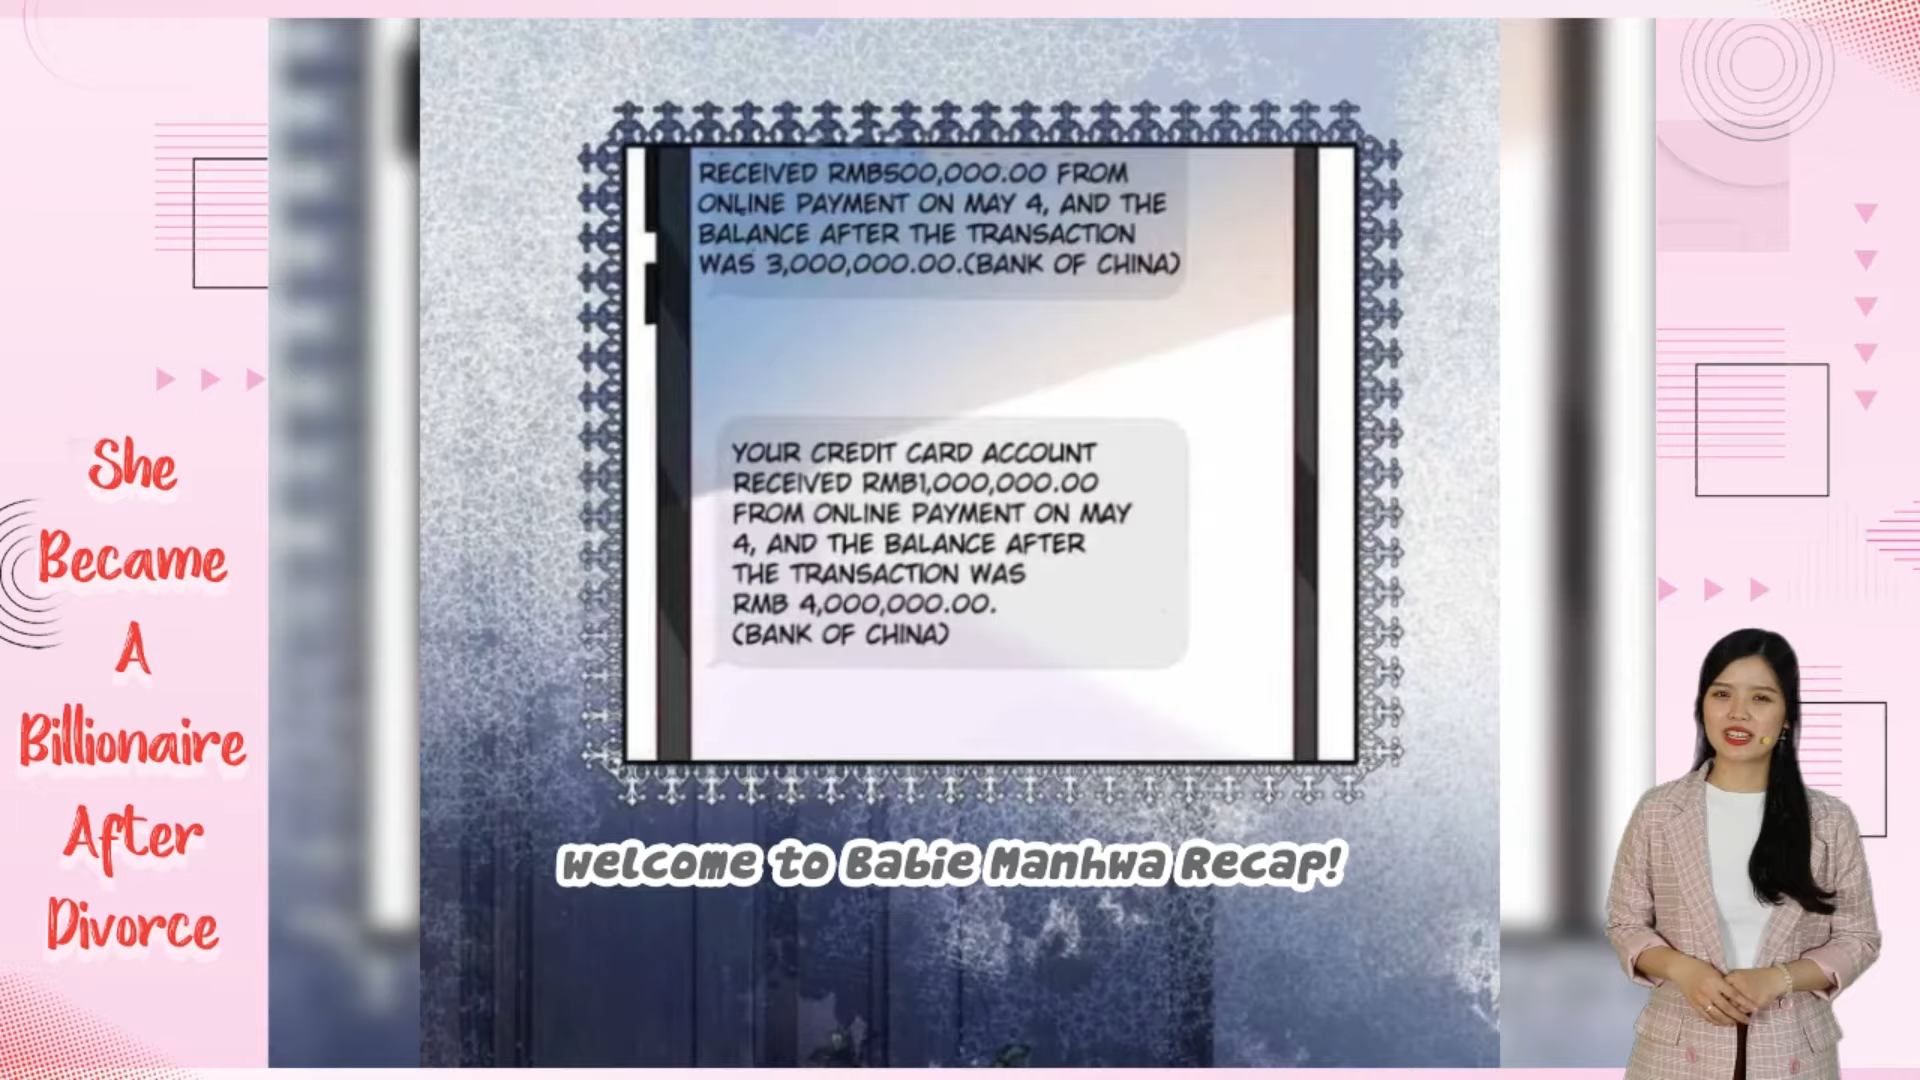 She
Became
A
Billionaire
After
Divorce
RECEIVED RMB500,000.00 FROM
ONLINE PAYMENT ON MAY 4, AND THE
BALANCE AFTER THE TRANSACTION
WAS 3,000,000.00.(BANK OF CHINA)
YOUR CREDIT CARD ACCOUNT
RECEIVED RMB1,000,000.00
FROM ONLINE PAYMENT ON MAY
4, AND THE BALANCE AFTER
THE TRANSACTION WAS
RMB 4,000,000.00.
(BANK OF CHINA)
welcome to Babie Manhwa Recap!